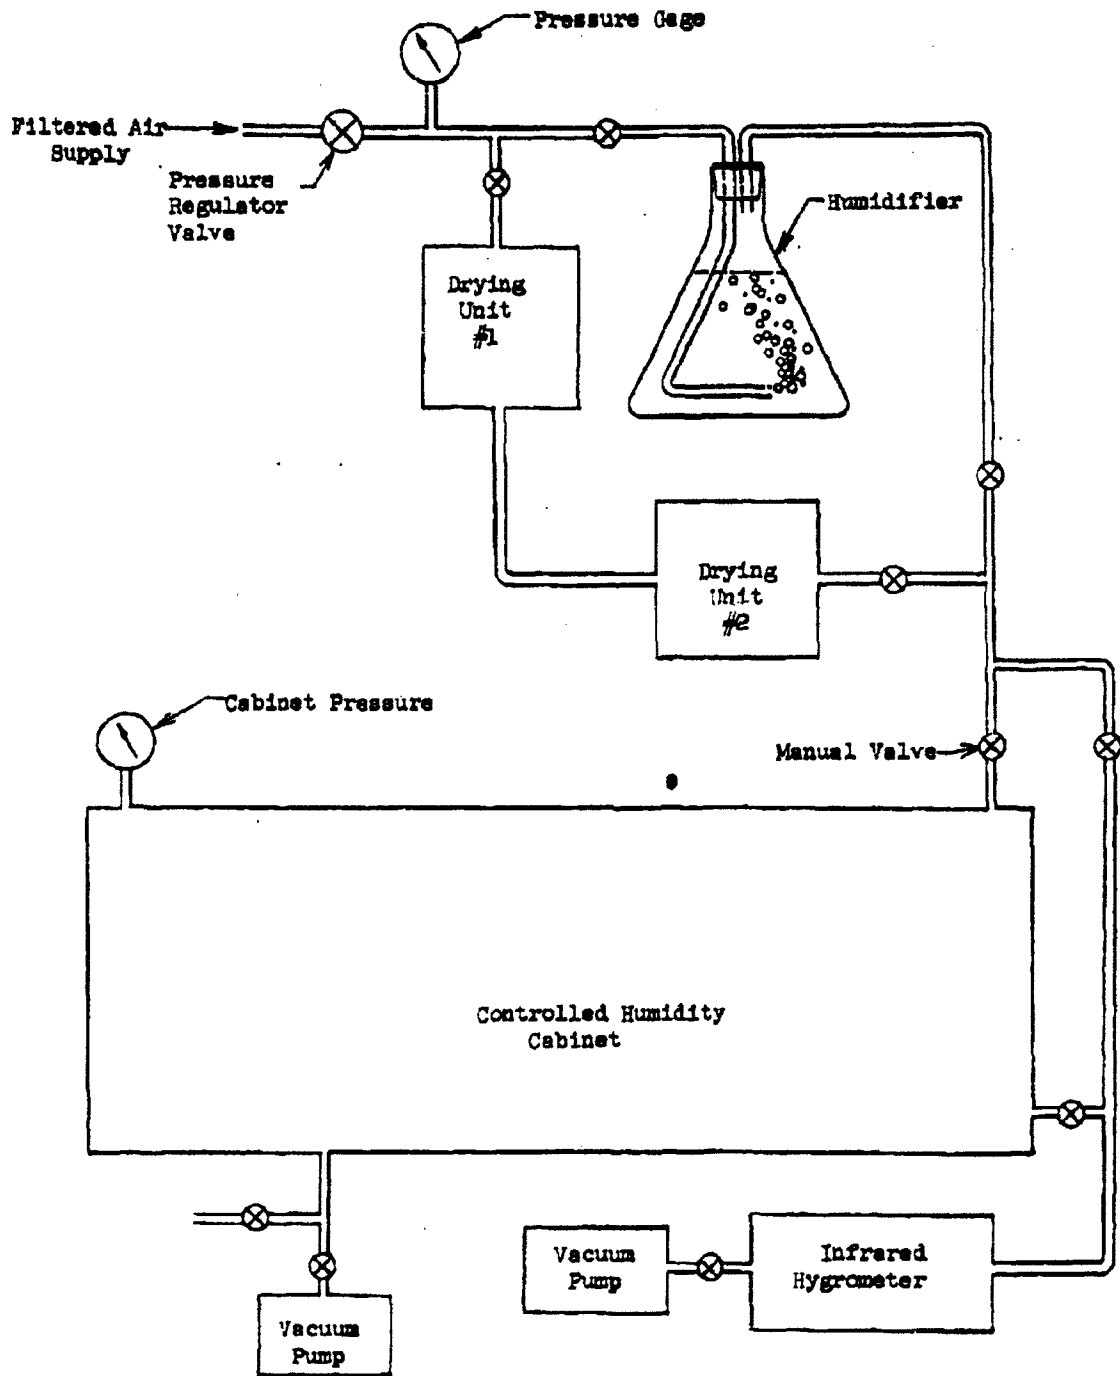 Pressure Gage
Filtered Air
Supply
Pressure
Regulator
Valve
Humidifier
Drying
Unit
#1
Drying
Unit
#2
Cabinet Pressure
Manual Valve
Controlled Humidity
Cabinet
Vacuum
Pump
Infrared
Hygrometer
Vacuum
Pump